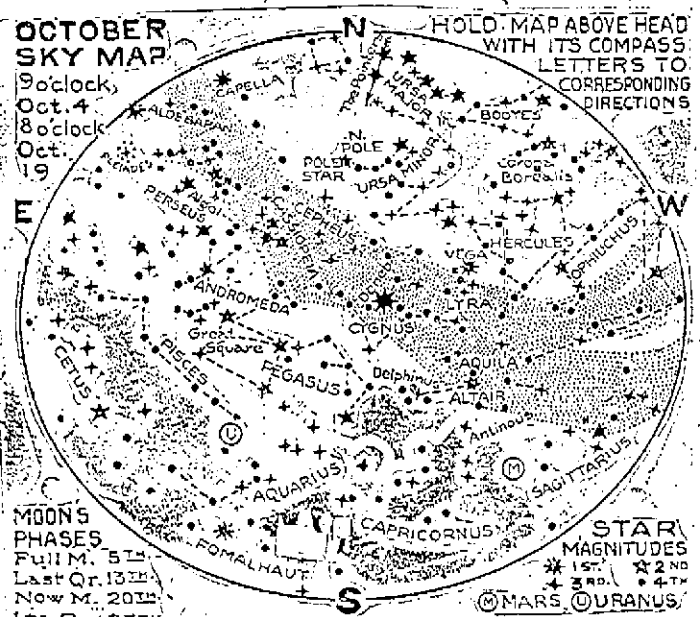 OCTOBER
SKY MAP
9 o'clock
Oct. 4
8 o'clock
Oct.
19
HOLD MAP ABOVE HEAD
WITH ITS COMPASS
LETTERS TO
CORRESPONDING
DIRECTIONS
N
CAPELLA
The Pointers
URSA
MAJOR
BOOTES
ALDEBARAN
N.
POLE
POLE
STAR
URSA MINOR
Corona
Borealis
PLEIADES
Algol
PERSEUS
E
W
CASSIOPEIA
CEPHEUS
VEGA
HERCULES
OPHIUCHUS
ANDROMEDA
DENEB
LYRA
CYGNUS
Great
Square
CETUS
PISCES
PEGASUS
Delphinus
AQUILA
ALTAIR
Antinous
U
M
AQUARIUS
SAGITTARIUS
CAPRICORNUS
FOMALHAUT
S
MOON'S
PHASES
Full M. 5TH
Last Qr. 13TH
Now M. 20TH
STAR
MAGNITUDES
1ST. 2ND
3RD. 4TH
M MARS U URANUS